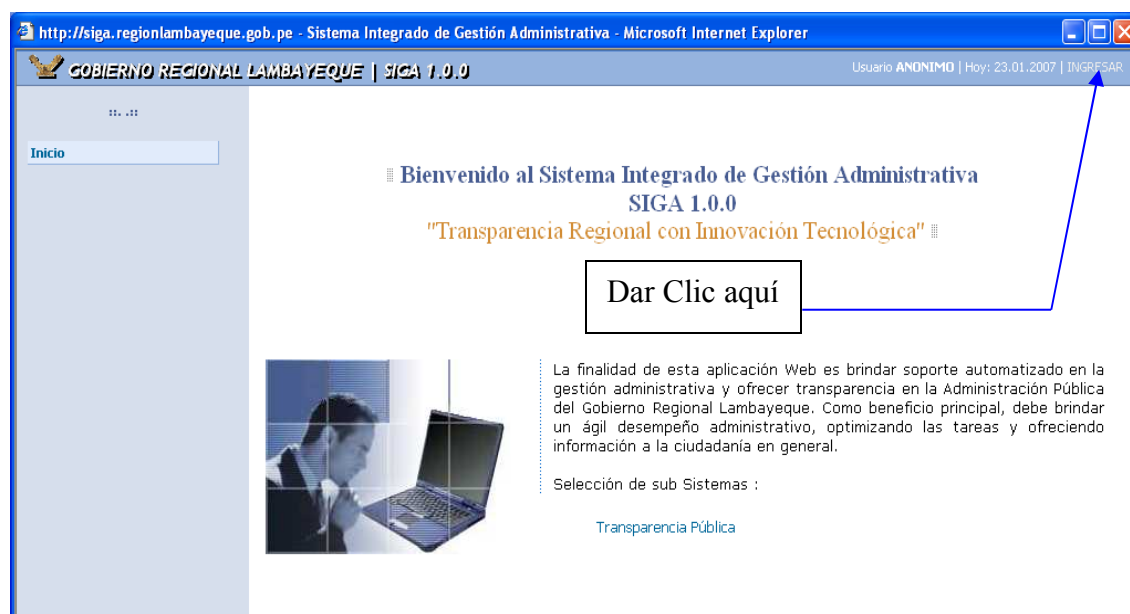 http://siga.regionlambayeque.gob.pe - Sistema Integrado de Gestión Administrativa - Microsoft Internet Explorer
GOBIERNO REGIONAL LAMBAYEQUE | SIGA 1.0.0
Usuario ANONIMO | Hoy: 23.01.2007 | INGRESAR
::. .::
Inicio
Bienvenido al Sistema Integrado de Gestión Administrativa
SIGA 1.0.0
"Transparencia Regional con Innovación Tecnológica"
Dar Clic aquí
La finalidad de esta aplicación Web es brindar soporte automatizado en la
gestión administrativa y ofrecer transparencia en la Administración Pública
del Gobierno Regional Lambayeque. Como beneficio principal, debe brindar
un ágil desempeño administrativo, optimizando las tareas y ofreciendo
información a la ciudadanía en general.
Selección de sub Sistemas :
Transparencia Pública